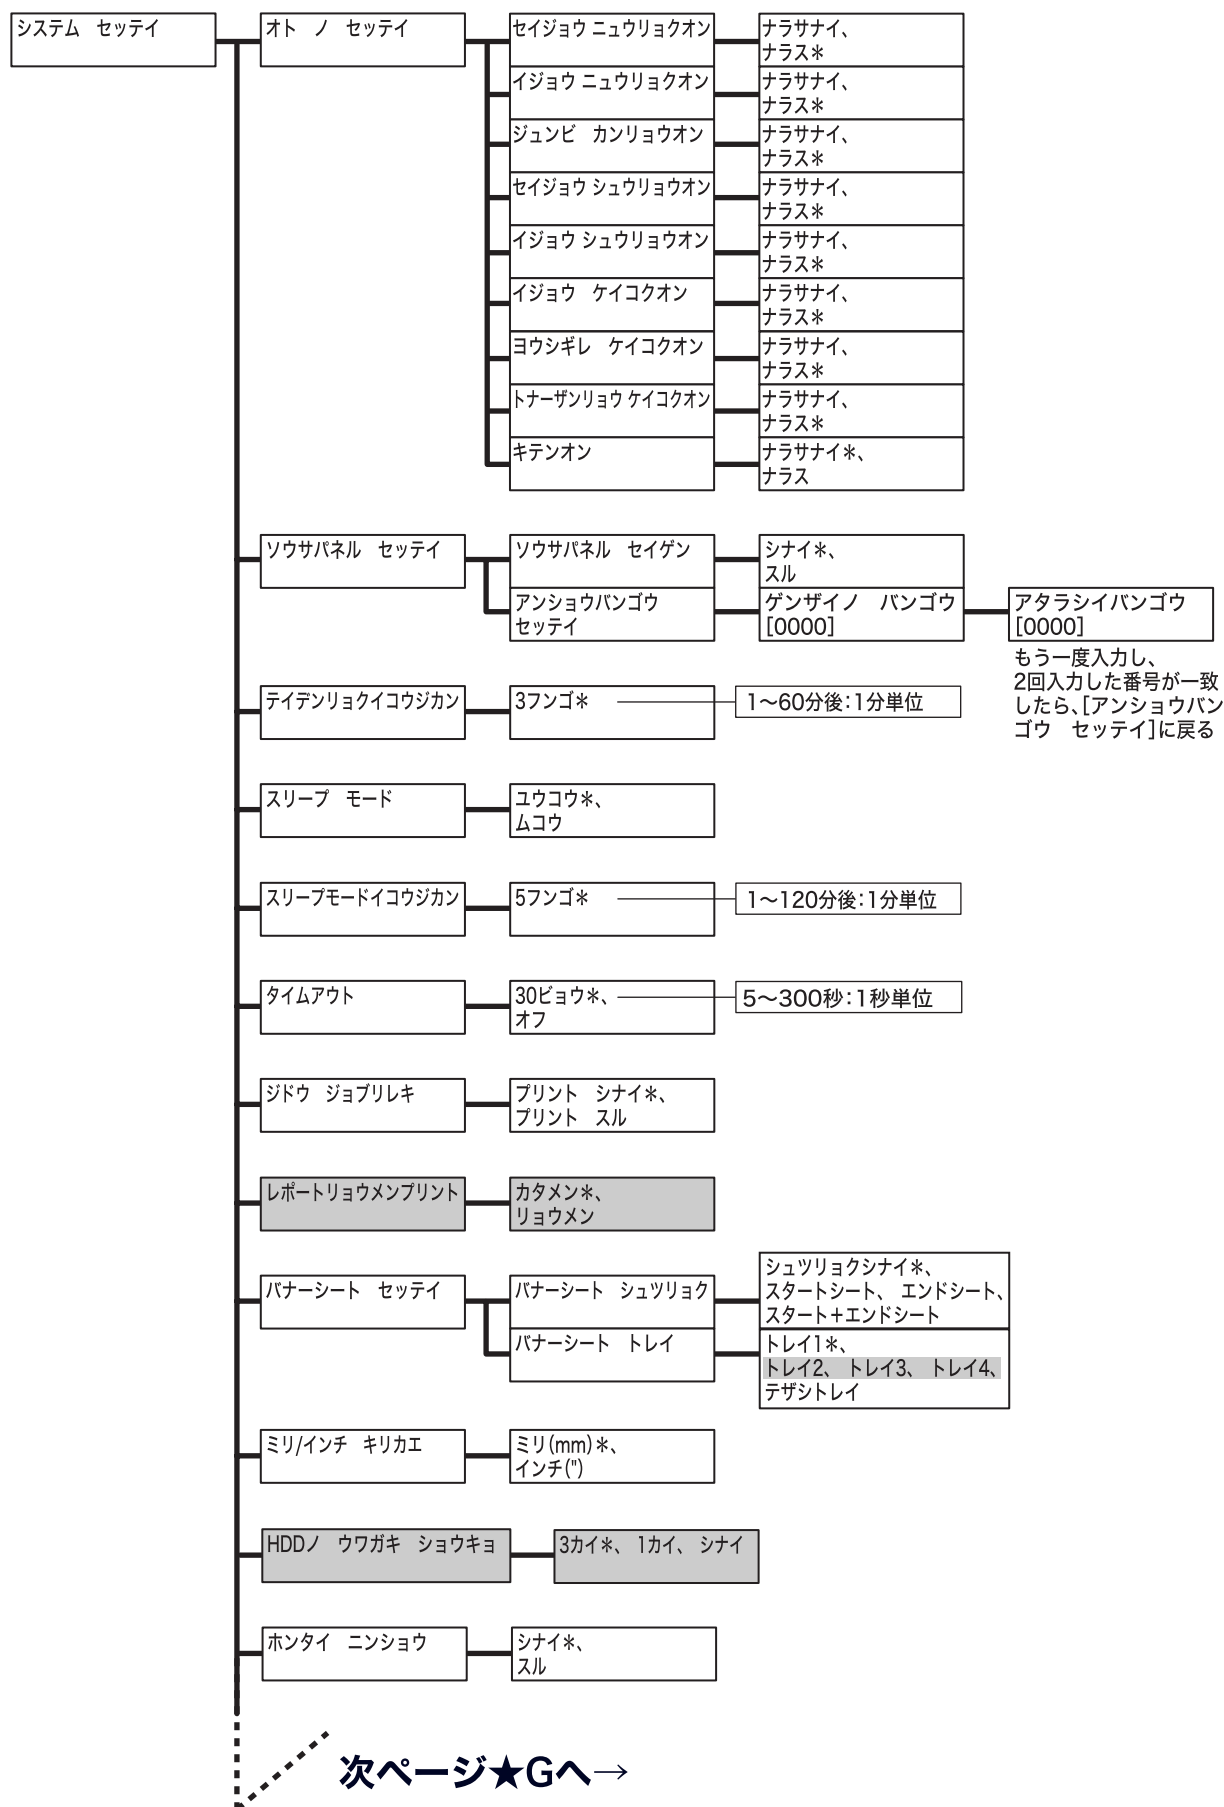 システム　セッテイ
オト　ノ　セッテイ
セイジョウ ニュウリョクオン
ナラサナイ、
ナラス＊
イジョウ ニュウリョクオン
ナラサナイ、
ナラス＊
ジュンビ　カンリョウオン
ナラサナイ、
ナラス＊
セイジョウ シュウリョウオン
ナラサナイ、
ナラス＊
イジョウ シュウリョウオン
ナラサナイ、
ナラス＊
イジョウ　ケイコクオン
ナラサナイ、
ナラス＊
ヨウシギレ　ケイコクオン
ナラサナイ、
ナラス＊
トナーザンリョウ ケイコクオン
ナラサナイ、
ナラス＊
キテンオン
ナラサナイ＊、
ナラス
ソウサパネル　セッテイ
ソウサパネル　セイゲン
シナイ＊、
スル
アンショウバンゴウ
セッテイ
ゲンザイノ　バンゴウ
[0000]
アタラシイバンゴウ
[0000]
もう一度入力し、
2回入力した番号が一致
したら、[アンショウバン
ゴウ　セッテイ]に戻る
テイデンリョクイコウジカン
3フンゴ＊
1～60分後：1分単位
スリープ　モード
ユウコウ＊、
ムコウ
スリープモードイコウジカン
5フンゴ＊
1～120分後：1分単位
タイムアウト
30ビョウ＊、
オフ
5～300秒：1秒単位
ジドウ　ジョブリレキ
プリント　シナイ＊、
プリント　スル
レポートリョウメンプリント
カタメン＊、
リョウメン
バナーシート　セッテイ
バナーシート　シュツリョク
シュツリョクシナイ＊、
スタートシート、 エンドシート、
スタート＋エンドシート
バナーシート　トレイ
トレイ1＊、
トレイ2、 トレイ3、 トレイ4、
テザシトレイ
ミリ/インチ　キリカエ
ミリ(mm)＊、
インチ(")
HDDノ　ウワガキ　ショウキョ
3カイ＊、 1カイ、 シナイ
ホンタイ　ニンショウ
シナイ＊、
スル
次ページ★Gへ→